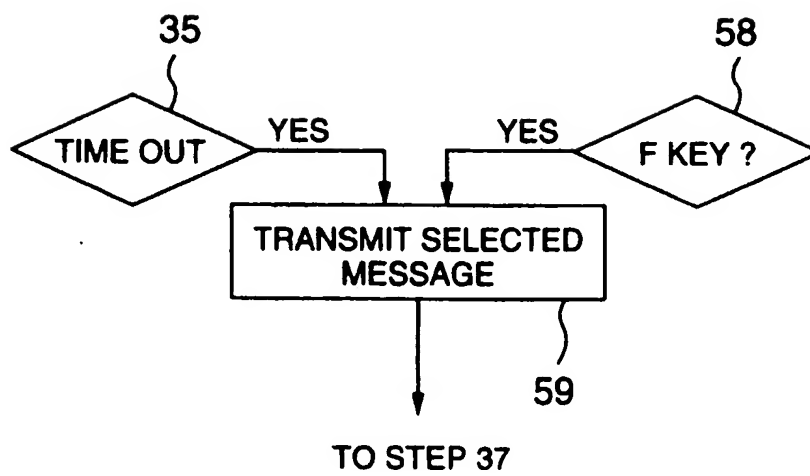 35
58
TIME OUT
YES
YES
F KEY ?
TRANSMIT SELECTED
MESSAGE
59
TO STEP 37